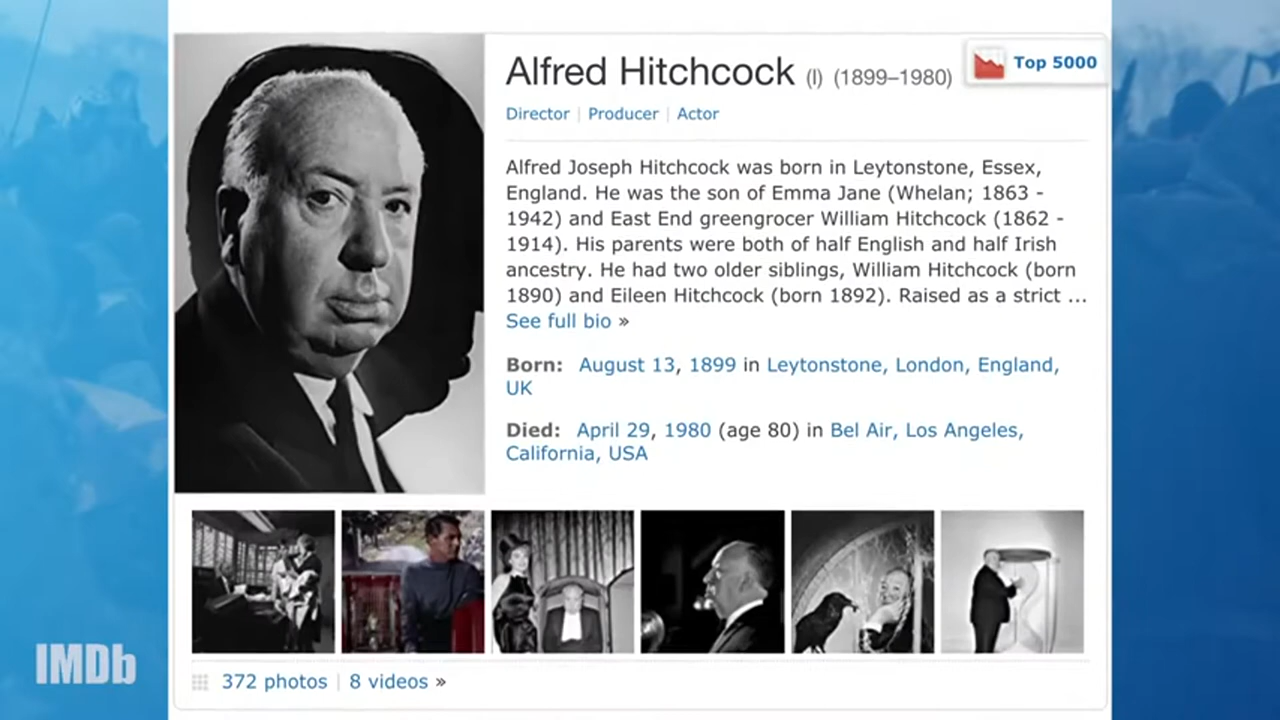 Alfred Hitchcock (I) (1899–1980)
Top 5000
Director | Producer | Actor
Alfred Joseph Hitchcock was born in Leytonstone, Essex,
England. He was the son of Emma Jane (Whelan; 1863 -
1942) and East End greengrocer William Hitchcock (1862 -
1914). His parents were both of half English and half Irish
ancestry. He had two older siblings, William Hitchcock (born
1890) and Eileen Hitchcock (born 1892). Raised as a strict ...
See full bio »
Born: August 13, 1899 in Leytonstone, London, England,
UK
Died: April 29, 1980 (age 80) in Bel Air, Los Angeles,
California, USA
372 photos | 8 videos »
IMDb